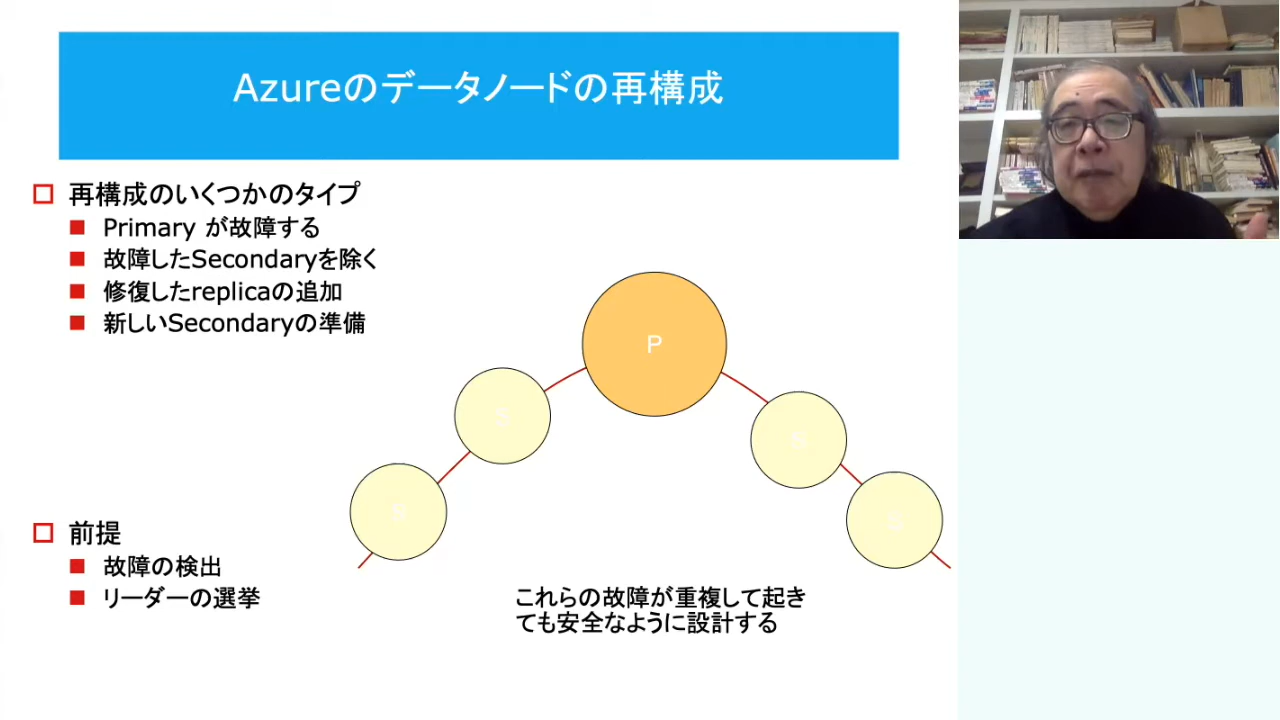 Azureのデータノードの再構成
再構成のいくつかのタイプ
Primary が故障する
故障したSecondaryを除く
修復したreplicaの追加
新しいSecondaryの準備
P
S
前提
故障の検出
リーダーの選挙
これらの故障が重複して起き
ても安全なように設計する